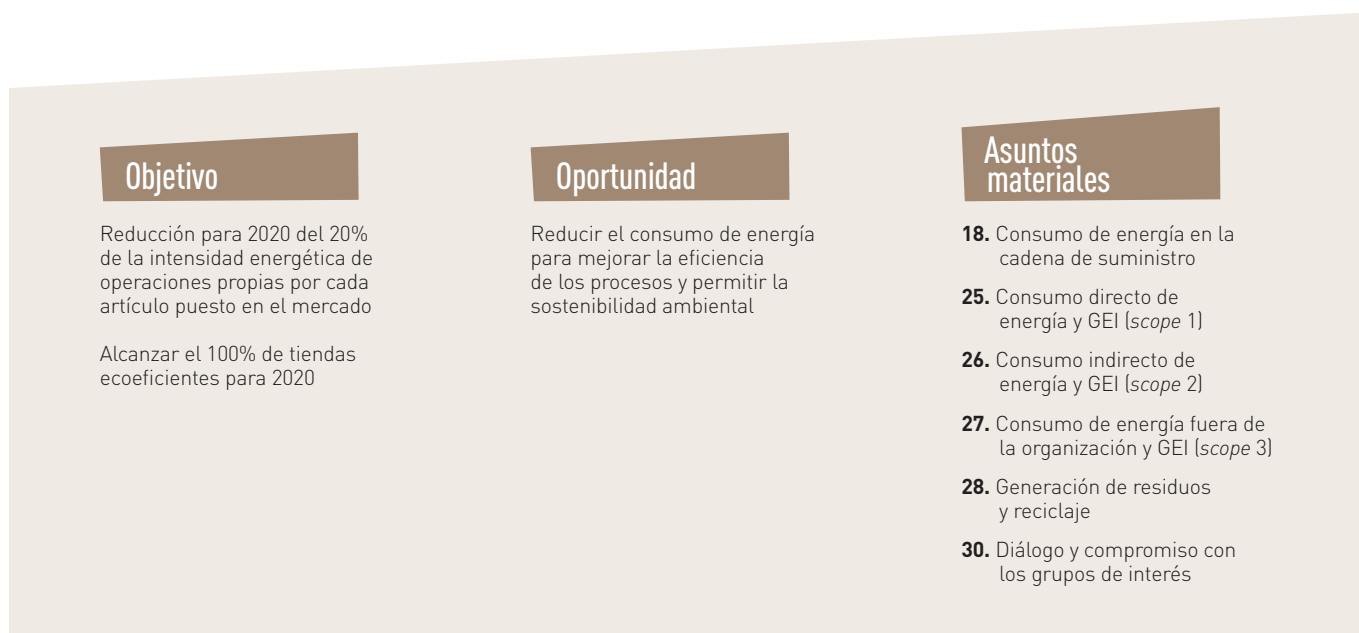 Objetivo
Reducción para 2020 del 20%
de la intensidad energética de
operaciones propias por cada
artículo puesto en el mercado
Alcanzar el 100% de tiendas
ecoeficientes para 2020
Oportunidad
Reducir el consumo de energía
para mejorar la eficiencia
de los procesos y permitir la
sostenibilidad ambiental
Asuntos
materiales
18. Consumo de energía en la
cadena de suministro
25. Consumo directo de
energía y GEI (scope 1)
26. Consumo indirecto de
energía y GEI (scope 2)
27. Consumo de energía fuera de
la organización y GEI (scope 3)
28. Generación de residuos
y reciclaje
30. Diálogo y compromiso con
los grupos de interés